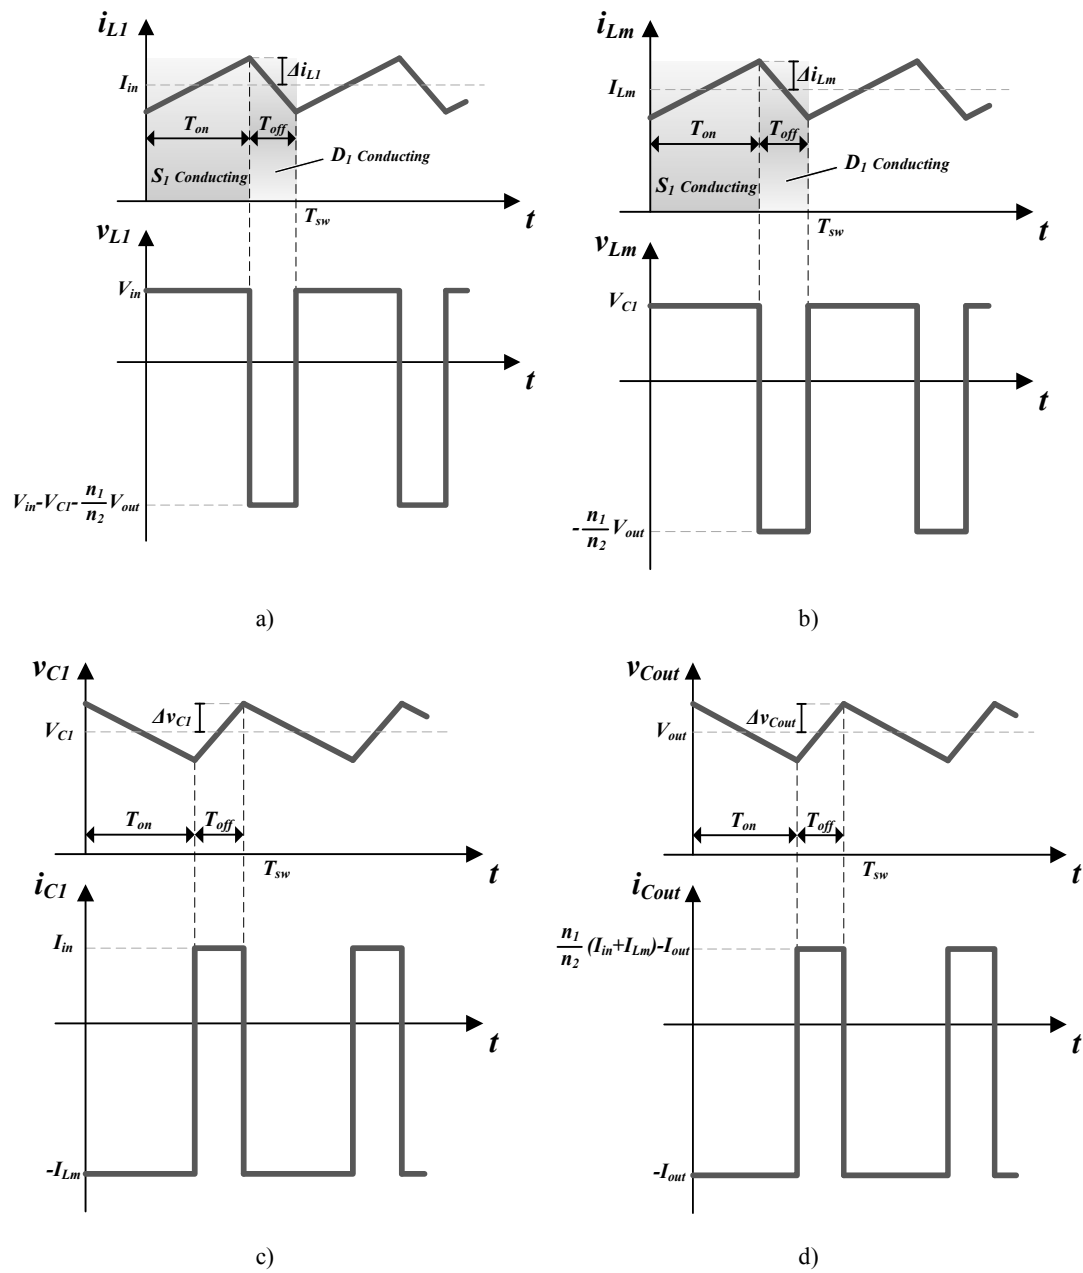 i_L1
I_in
Δi_L1
T_on
T_off
D_1 Conducting
S_1 Conducting
T_sw
t
v_L1
V_in
t
V_in-V_C1-n_1/n_2 V_out
a)
i_Lm
I_Lm
Δi_Lm
T_on
T_off
D_1 Conducting
S_1 Conducting
T_sw
t
v_Lm
V_C1
t
-n_1/n_2 V_out
b)
v_C1
Δv_C1
V_C1
T_on
T_off
T_sw
t
i_C1
I_in
t
-I_Lm
c)
v_Cout
Δv_Cout
V_out
T_on
T_off
T_sw
t
i_Cout
n_1/n_2 (I_in+I_Lm)-I_out
t
-I_out
d)